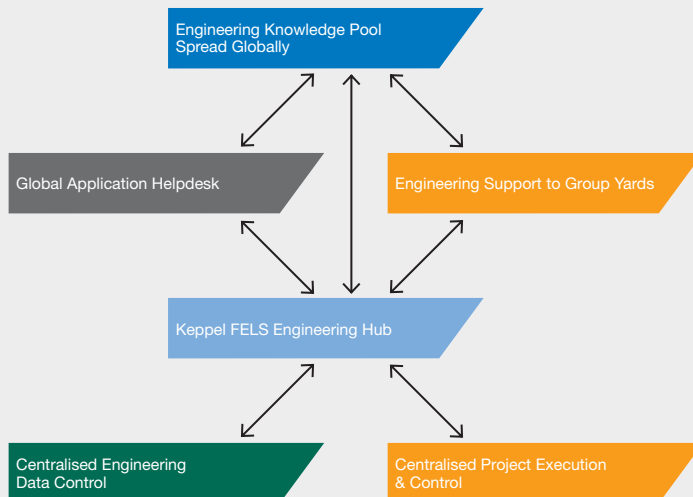 Engineering Knowledge Pool
Spread Globally
Global Application Helpdesk
Engineering Support to Group Yards
Keppel FELS Engineering Hub
Centralised Engineering
Data Control
Centralised Project Execution
& Control